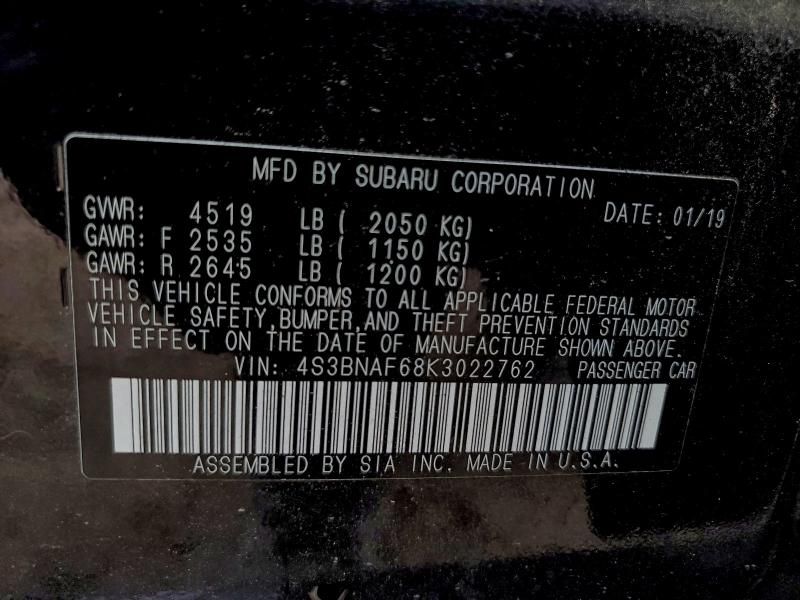 MFD BY SUBARU CORPORATION
DATE: 01/19
GVWR: 4519 LB ( 2050 KG)
GAWR: F 2535 LB ( 1150 KG)
GAWR: R 2645 LB ( 1200 KG)
THIS VEHICLE CONFORMS TO ALL APPLICABLE FEDERAL MOTOR
VEHICLE SAFETY, BUMPER, AND THEFT PREVENTION STANDARDS
IN EFFECT ON THE DATE OF MANUFACTURE SHOWN ABOVE.
VIN: 4S3BNAF68K3022762 PASSENGER CAR
ASSEMBLED BY SIA INC. MADE IN U.S.A.